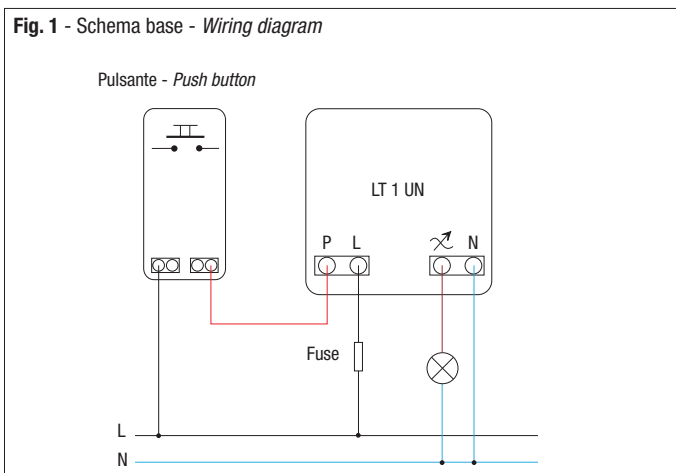 Fig. 1 - Schema base - Wiring diagram
Pulsante - Push button
LT 1 UN
P L N
Fuse
L
N